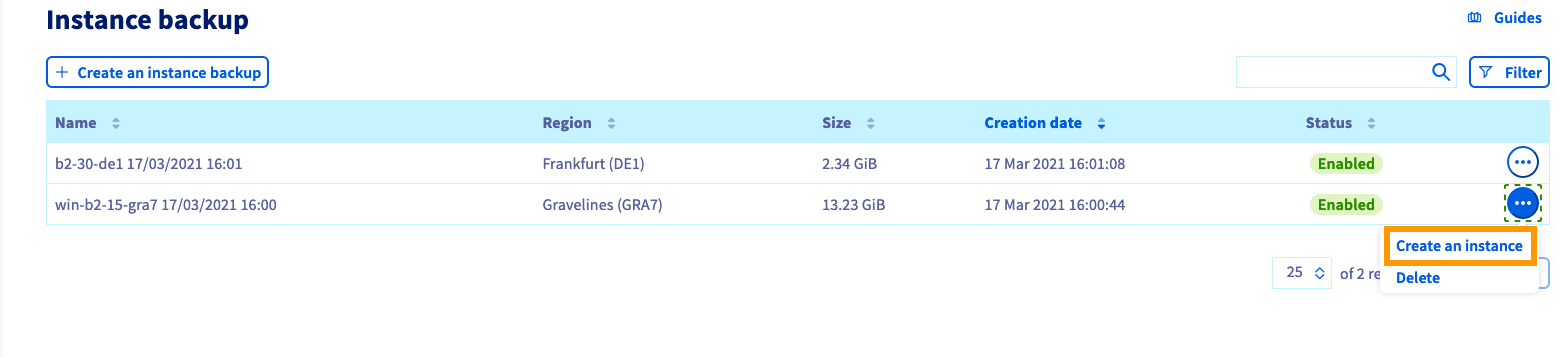 Instance backup
Guides
+ Create an instance backup
Filter
Name Region Size Creation date Status
b2-30-de1 17/03/2021 16:01 Frankfurt (DE1) 2.34 GiB 17 Mar 2021 16:01:08 Enabled
win-b2-15-gra7 17/03/2021 16:00 Gravelines (GRA7) 13.23 GiB 17 Mar 2021 16:00:44 Enabled
Create an instance
25 of 2 re
Delete